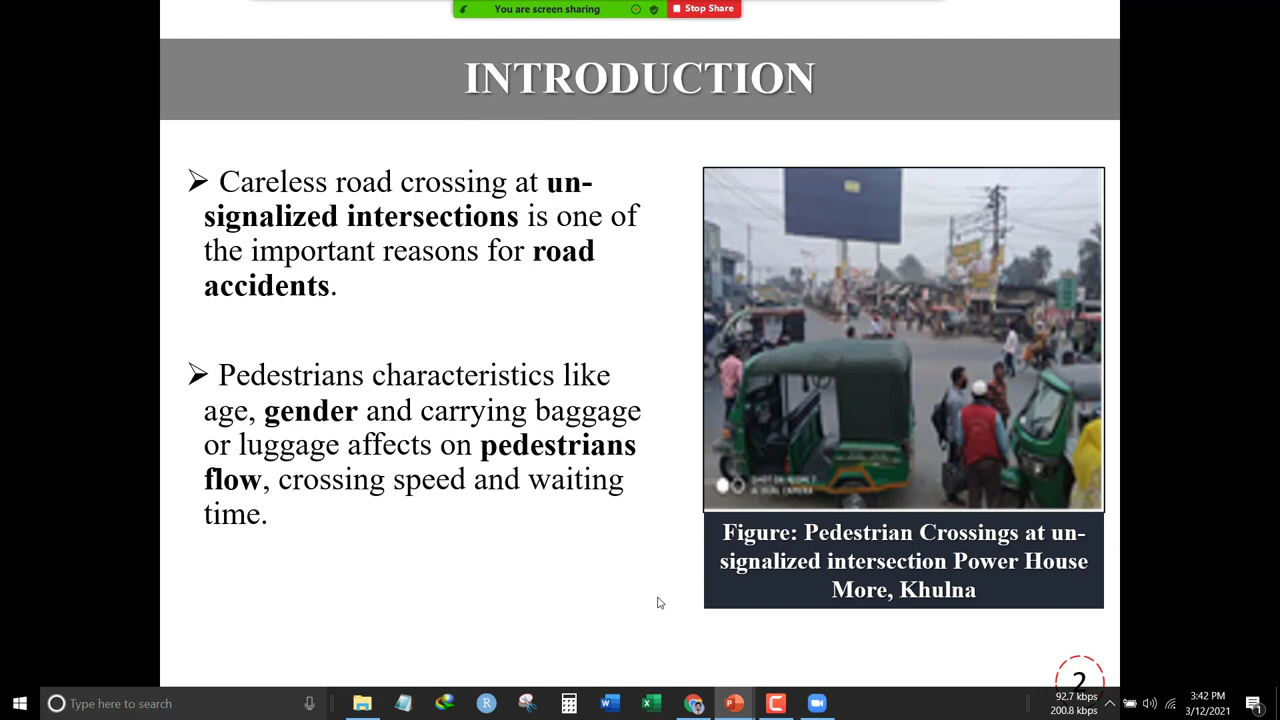 You are screen sharing
Stop Share
INTRODUCTION
➢ Careless road crossing at un-
signalized intersections is one of
the important reasons for road
accidents.
➢ Pedestrians characteristics like
age, gender and carrying baggage
or luggage affects on pedestrians
flow, crossing speed and waiting
time.
Figure: Pedestrian Crossings at un-
signalized intersection Power House
More, Khulna
2
Type here to search
92.7 kbps
200.8 kbps
3:42 PM
3/12/2021